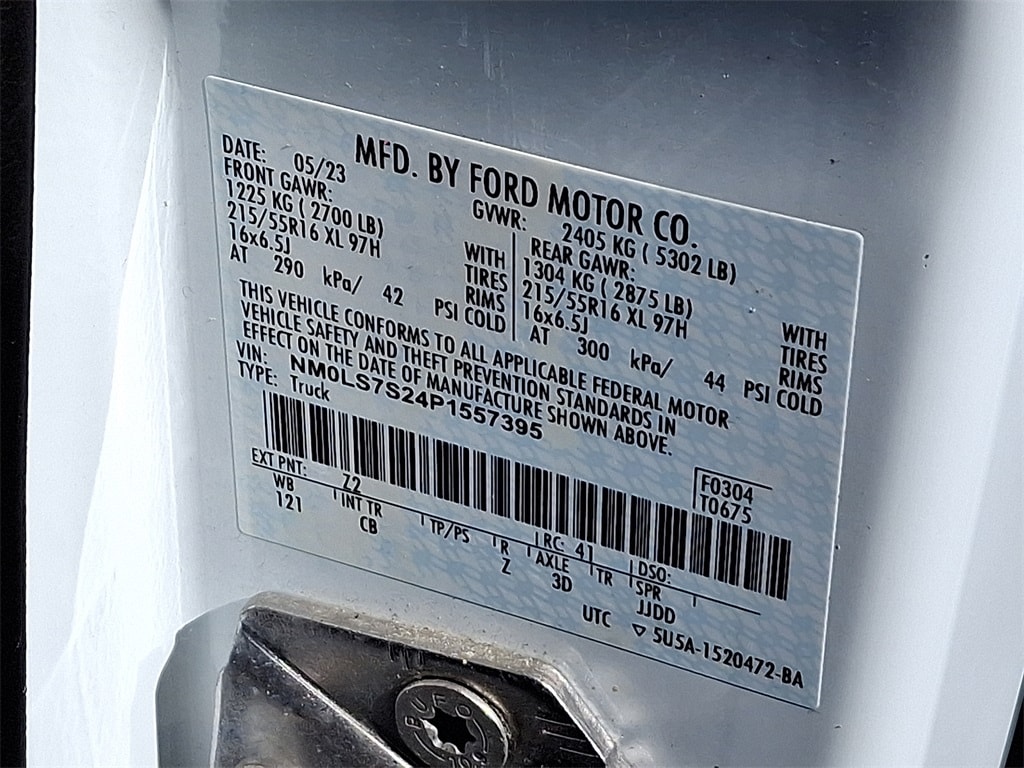 MFD. BY FORD MOTOR CO.
DATE: 05/23
GVWR: 2405 KG ( 5302 LB)
FRONT GAWR:
1225 KG ( 2700 LB) WITH
215/55R16 XL 97H TIRES
16x6.5J RIMS
AT 290 kPa/ 42 PSI COLD
REAR GAWR:
1304 KG ( 2875 LB) WITH
215/55R16 XL 97H TIRES
16x6.5J RIMS
AT 300 kPa/ 44 PSI COLD
THIS VEHICLE CONFORMS TO ALL APPLICABLE FEDERAL MOTOR
VEHICLE SAFETY AND THEFT PREVENTION STANDARDS IN
EFFECT ON THE DATE OF MANUFACTURE SHOWN ABOVE.
VIN: NM0LS7S24P1557395
TYPE: Truck
F0304
T0675
EXT PNT: Z2 RC: 41 DSO:
WB INT TR TP/PS R AXLE TR SPR
121 CB Z 3D JJDD
UTC ▽ 5U5A-1520472-BA
BUFO